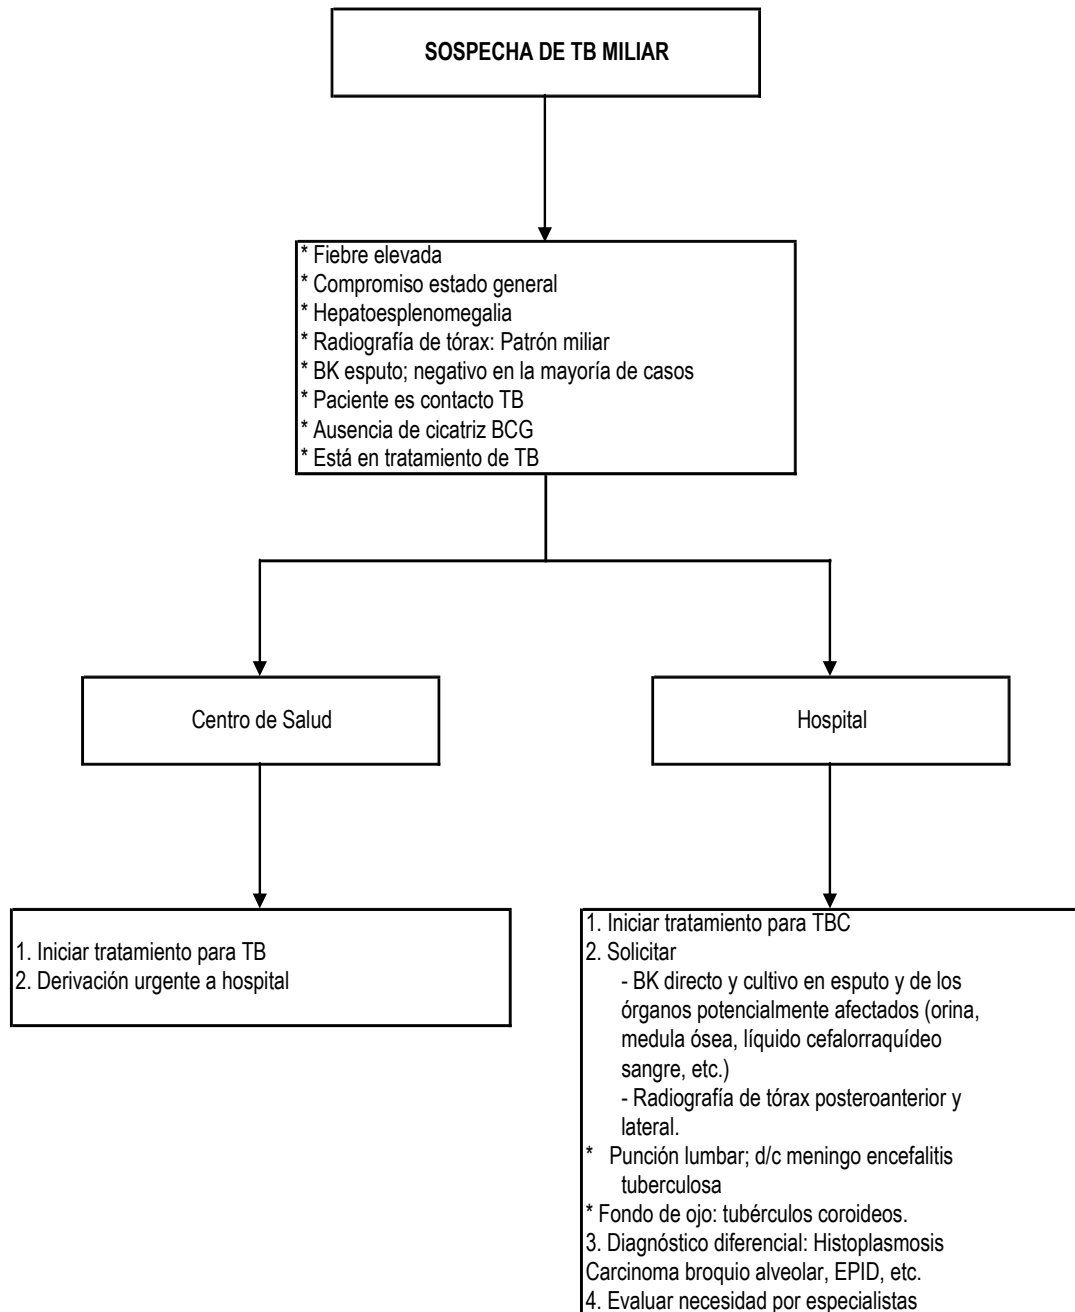 SOSPECHA DE TB MILIAR
* Fiebre elevada
* Compromiso estado general
* Hepatoesplenomegalia
* Radiografía de tórax: Patrón miliar
* BK esputo; negativo en la mayoría de casos
* Paciente es contacto TB
* Ausencia de cicatriz BCG
* Está en tratamiento de TB
Centro de Salud
Hospital
1. Iniciar tratamiento para TB
2. Derivación urgente a hospital
1. Iniciar tratamiento para TBC
2. Solicitar
- BK directo y cultivo en esputo y de los
órganos potencialmente afectados (orina,
medula ósea, líquido cefalorraquídeo
sangre, etc.)
- Radiografía de tórax posteroanterior y
lateral.
* Punción lumbar; d/c meningo encefalitis
tuberculosa
* Fondo de ojo: tubérculos coroideos.
3. Diagnóstico diferencial: Histoplasmosis
Carcinoma broquio alveolar, EPID, etc.
4. Evaluar necesidad por especialistas